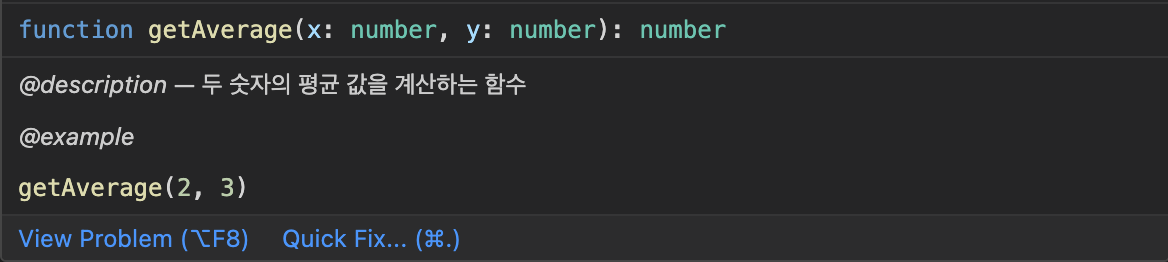 function getAverage(x: number, y: number): number
@description — 두 숫자의 평균 값을 계산하는 함수
@example
getAverage(2, 3)
View Problem (⌥F8) Quick Fix... (⌘.)